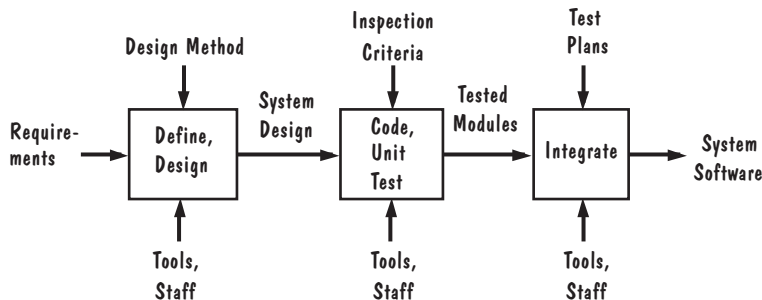 Design Method
Inspection
Criteria
Test
Plans
Require-
ments
Define,
Design
System
Design
Code,
Unit
Test
Tested
Modules
Integrate
System
Software
Tools,
Staff
Tools,
Staff
Tools,
Staff